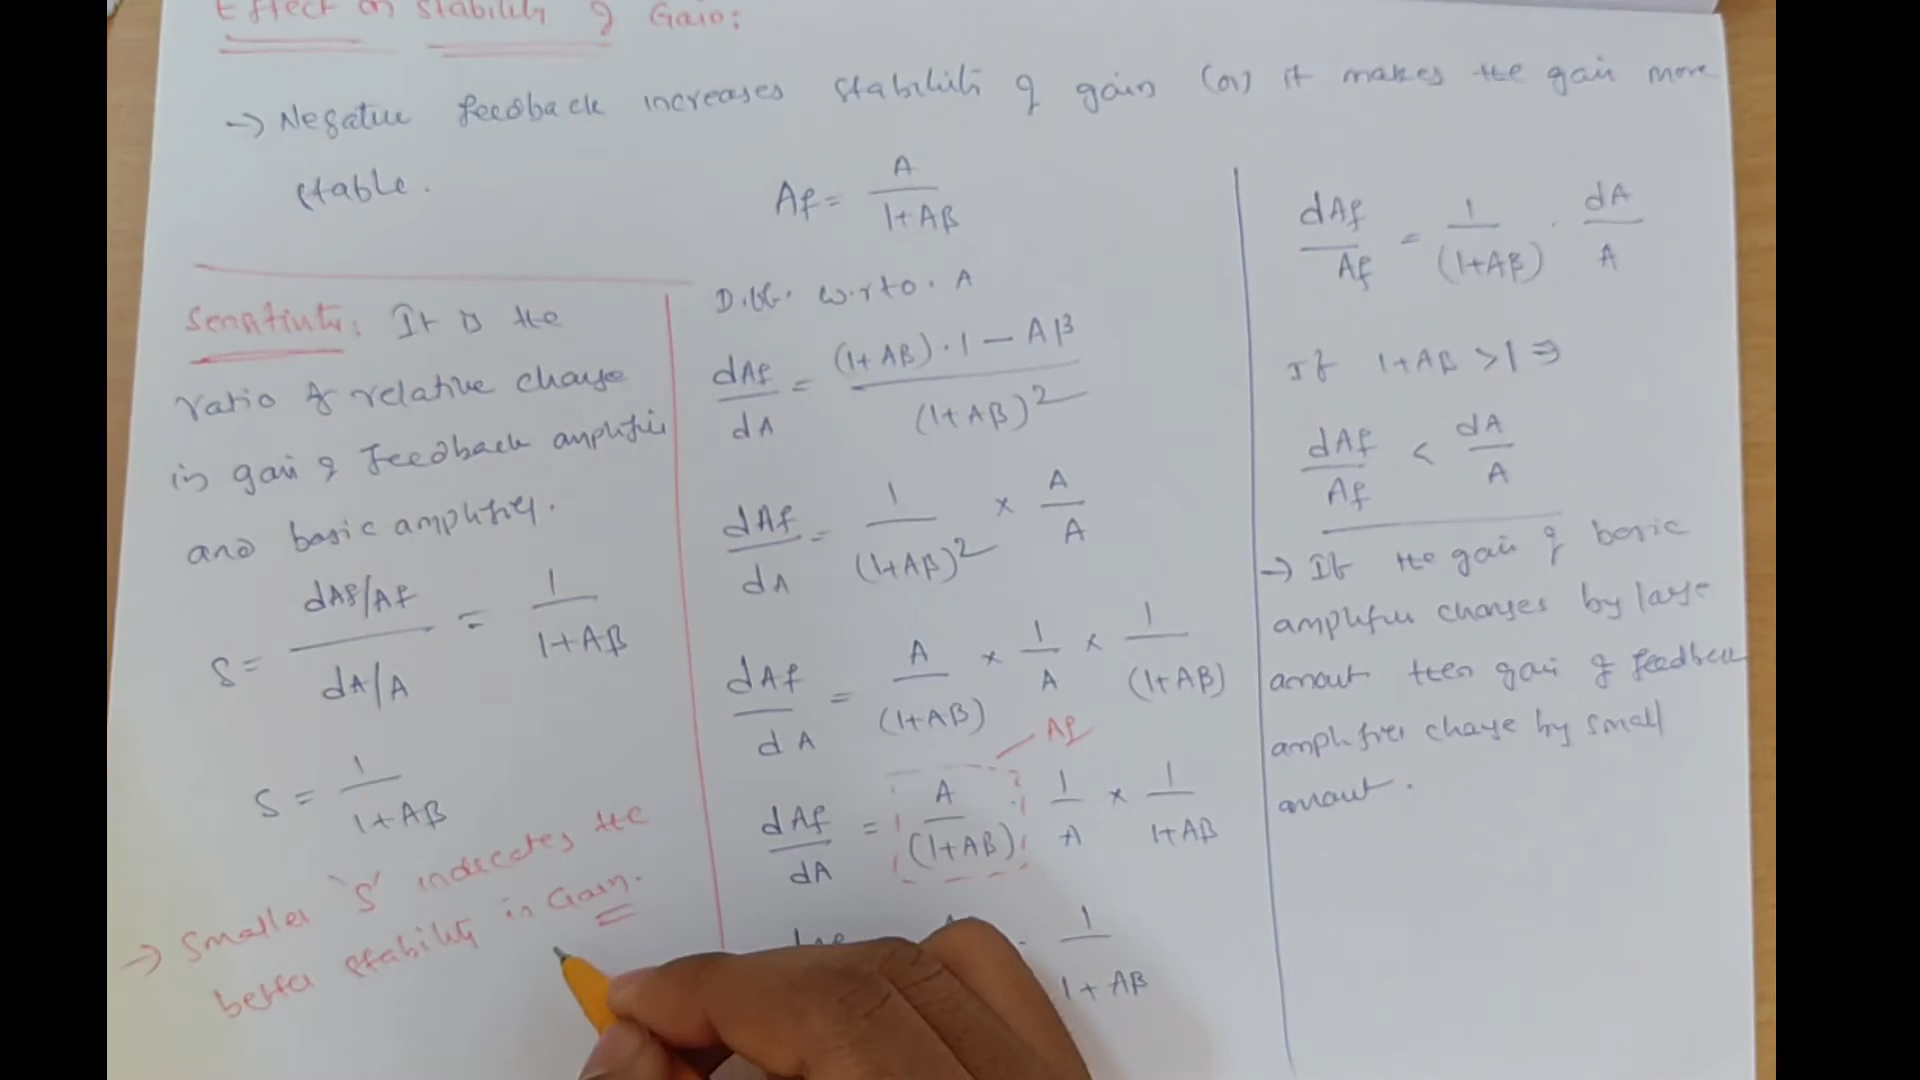 Effect on stability of Gain:
→ Negative feedback increases stability of gain (or) it makes the gain more
stable.
Af = A / 1+Aβ
Diff. w.r.to. A
dAf / dA = (1+Aβ)·1 − Aβ / (1+Aβ)²
dAf / dA = 1 / (1+Aβ)² × A / A
dAf / dA = A / (1+Aβ) × 1 / A × 1 / (1+Aβ)
Af
dAf / dA = A / (1+Aβ) · 1 / A × 1 / 1+Aβ
1 / 1+Aβ
Sensitivity: It is the
ratio of relative change
in gain of Feedback amplifier
and basic amplifier.
S = dAf/Af / dA/A = 1 / 1+Aβ
S = 1 / 1+Aβ
→ Smaller 'S' indicates the
better stability in Gain.
dAf / Af = 1 / (1+Aβ) · dA / A
If 1+Aβ >1 ⇒
dAf / Af < dA / A
→ If the gain of basic
amplifier changes by large
amout then gain of feedback
amplifier change by small
amout.